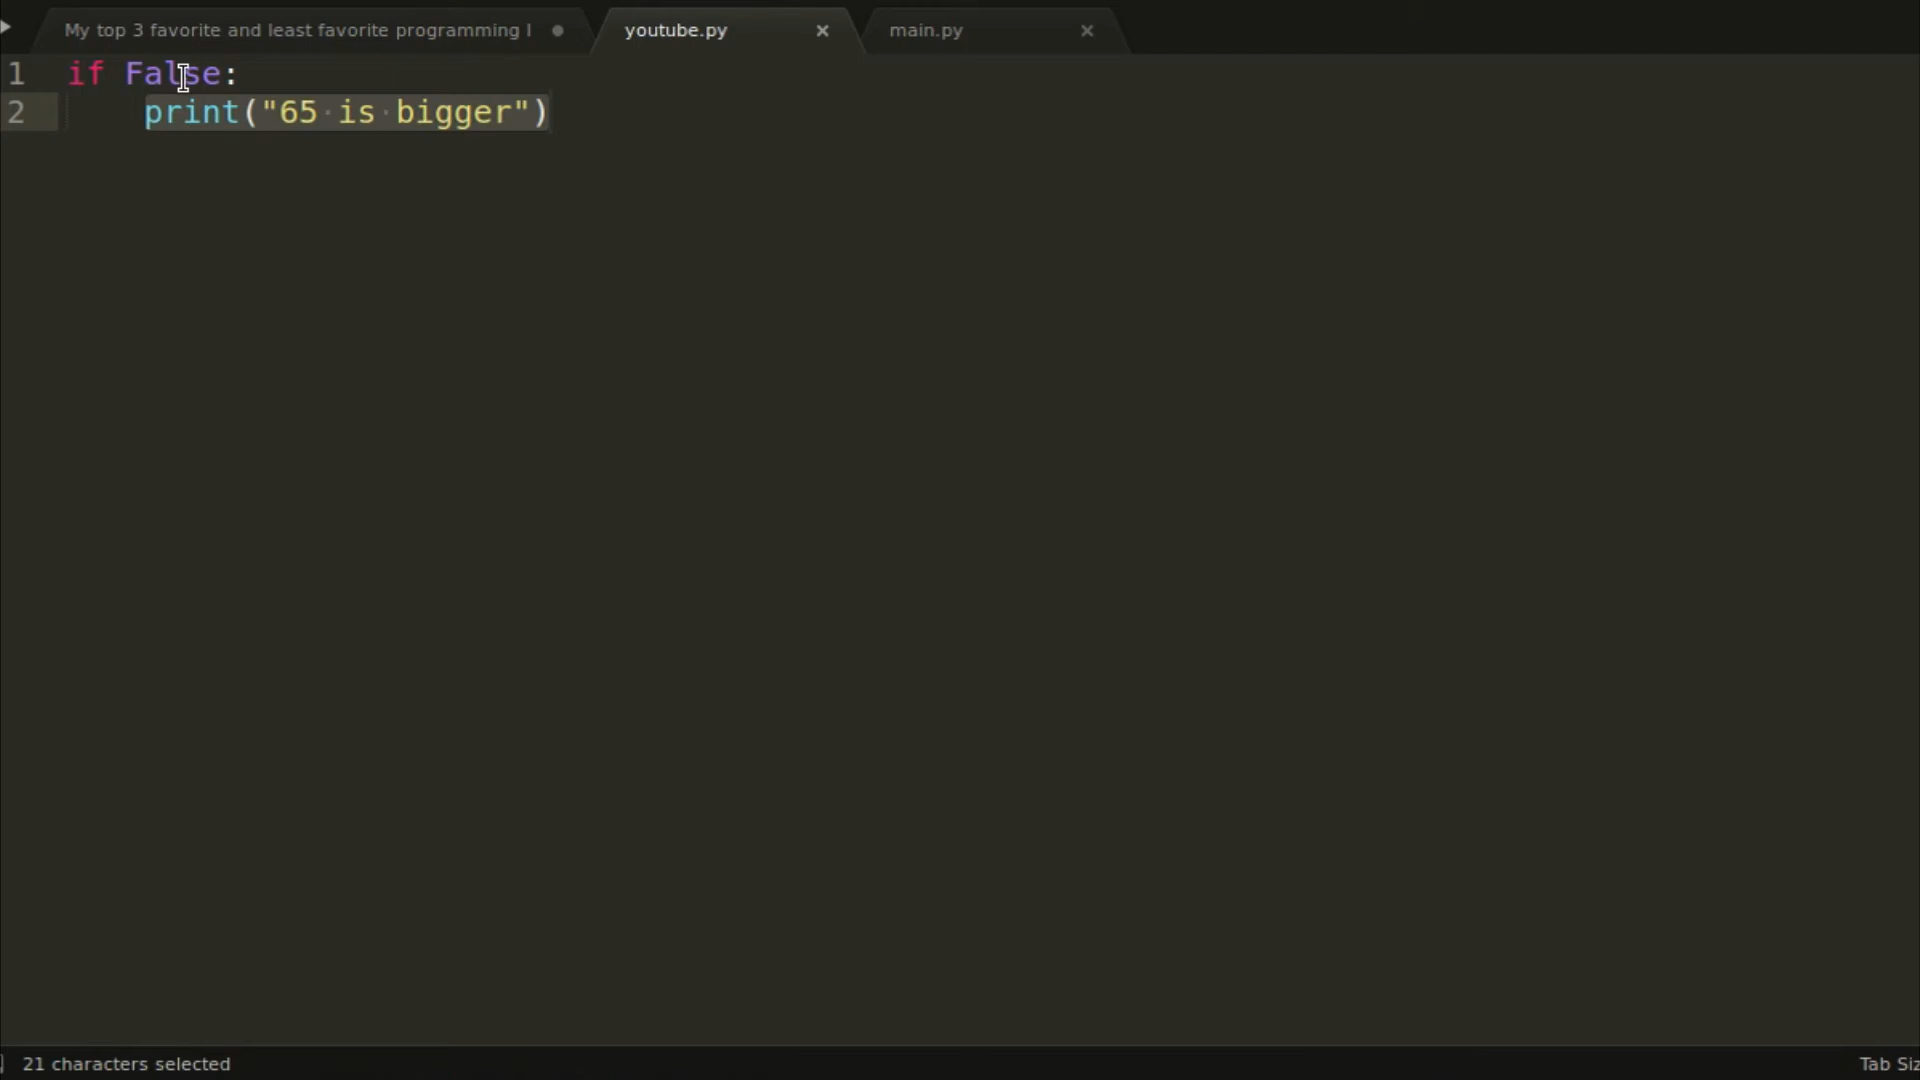 My top 3 favorite and least favorite programming l
youtube.py
main.py
1 if False:
2 print("65 is bigger")
21 characters selected
Tab Siz